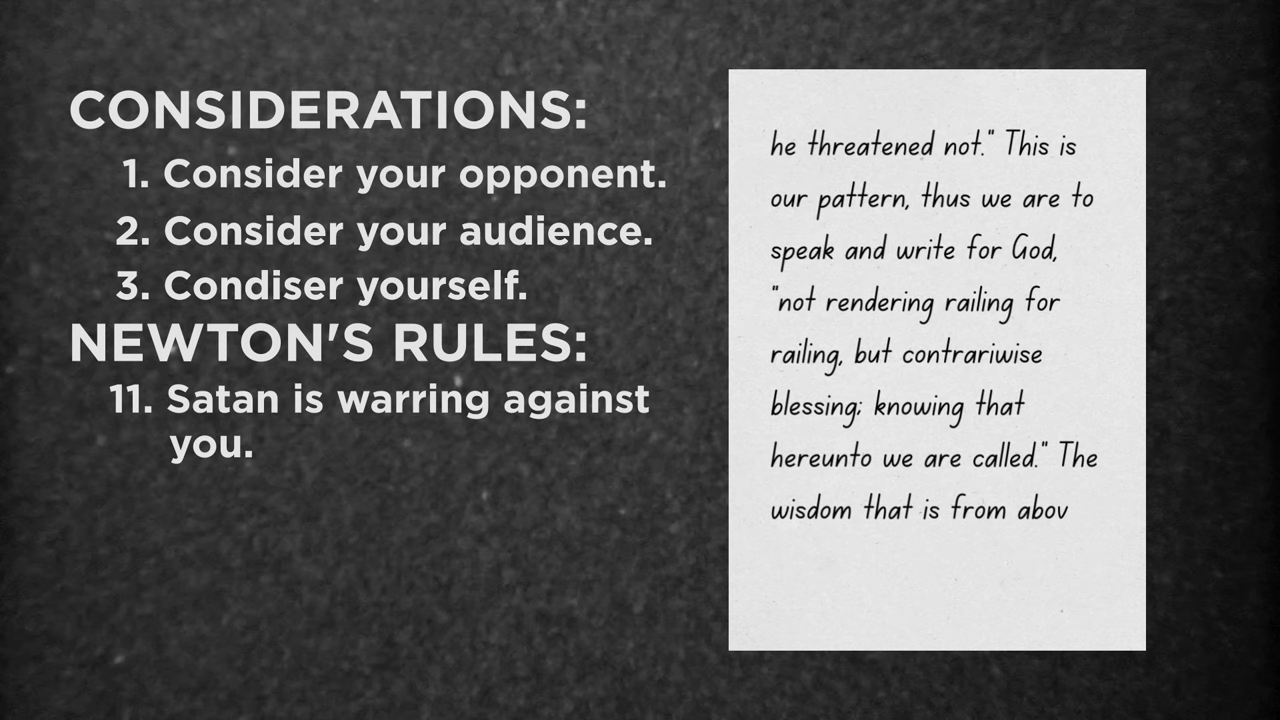 CONSIDERATIONS:
1. Consider your opponent.
2. Consider your audience.
3. Condiser yourself.
NEWTON'S RULES:
11. Satan is warring against
you.
he threatened not." This is
our pattern, thus we are to
speak and write for God,
"not rendering railing for
railing, but contrariwise
blessing; knowing that
hereunto we are called." The
wisdom that is from abov